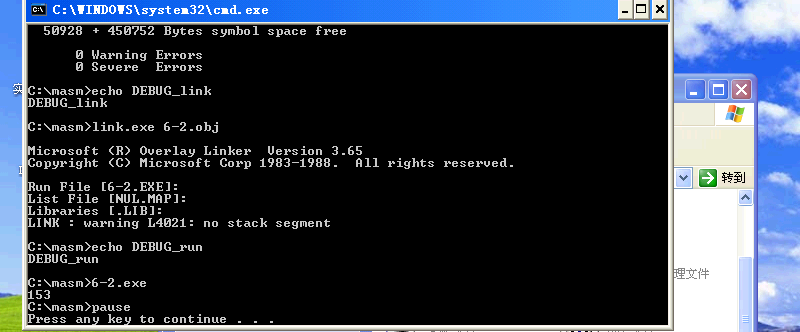 C:\WINDOWS\system32\cmd.exe
50928 + 450752 Bytes symbol space free
0 Warning Errors
0 Severe  Errors
C:\masm>echo DEBUG_link
DEBUG_link
C:\masm>link.exe 6-2.obj
Microsoft (R) Overlay Linker  Version 3.65
Copyright (C) Microsoft Corp 1983-1988.  All rights reserved.
Run File [6-2.EXE]:
List File [NUL.MAP]:
Libraries [.LIB]:
LINK : warning L4021: no stack segment
C:\masm>echo DEBUG_run
DEBUG_run
C:\masm>6-2.exe
153
C:\masm>pause
Press any key to continue . . .
转到
理文件